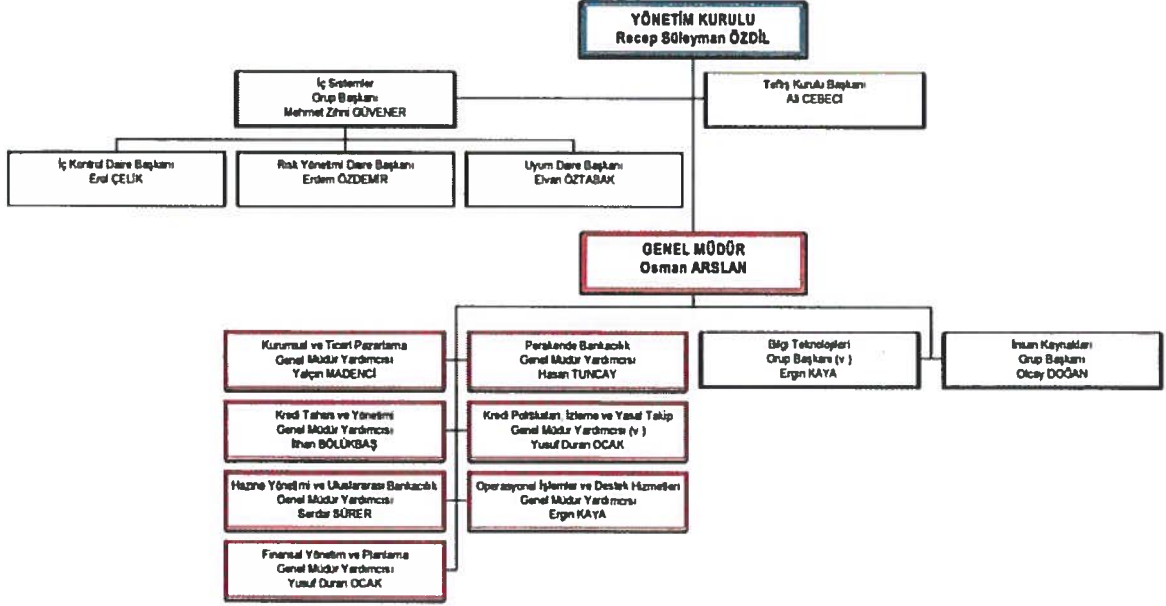 YÖNETİM KURULU
Recep Süleyman ÖZDİL
İç Sistemler
Grup Başkanı
Mehmet Zihni GÜVENER
Teftiş Kurulu Başkanı
Ali CEBECİ
İç Kontrol Daire Başkanı
Erol ÇELİK
Risk Yönetimi Daire Başkanı
Erdem ÖZDEMİR
Uyum Daire Başkanı
Elvan ÖZTABAK
GENEL MÜDÜR
Osman ARSLAN
Kurumsal ve Ticari Pazarlama
Genel Müdür Yardımcısı
Yalçın MADENCİ
Perakende Bankacılık
Genel Müdür Yardımcısı
Hasan TUNCAY
Bilgi Teknolojileri
Grup Başkanı (v.)
Ergin KAYA
İnsan Kaynakları
Grup Başkanı
Olcay DOĞAN
Kredi Tahsis ve Yönetimi
Genel Müdür Yardımcısı
İlhan BÖLÜKBAŞ
Kredi Politikaları, İzleme ve Yasal Takip
Genel Müdür Yardımcısı (v.)
Yusuf Duran OCAK
Hazine Yönetimi ve Uluslararası Bankacılık
Genel Müdür Yardımcısı
Serdar SÜRER
Operasyonel İşlemler ve Destek Hizmetleri
Genel Müdür Yardımcısı
Ergin KAYA
Finansal Yönetim ve Planlama
Genel Müdür Yardımcısı
Yusuf Duran OCAK